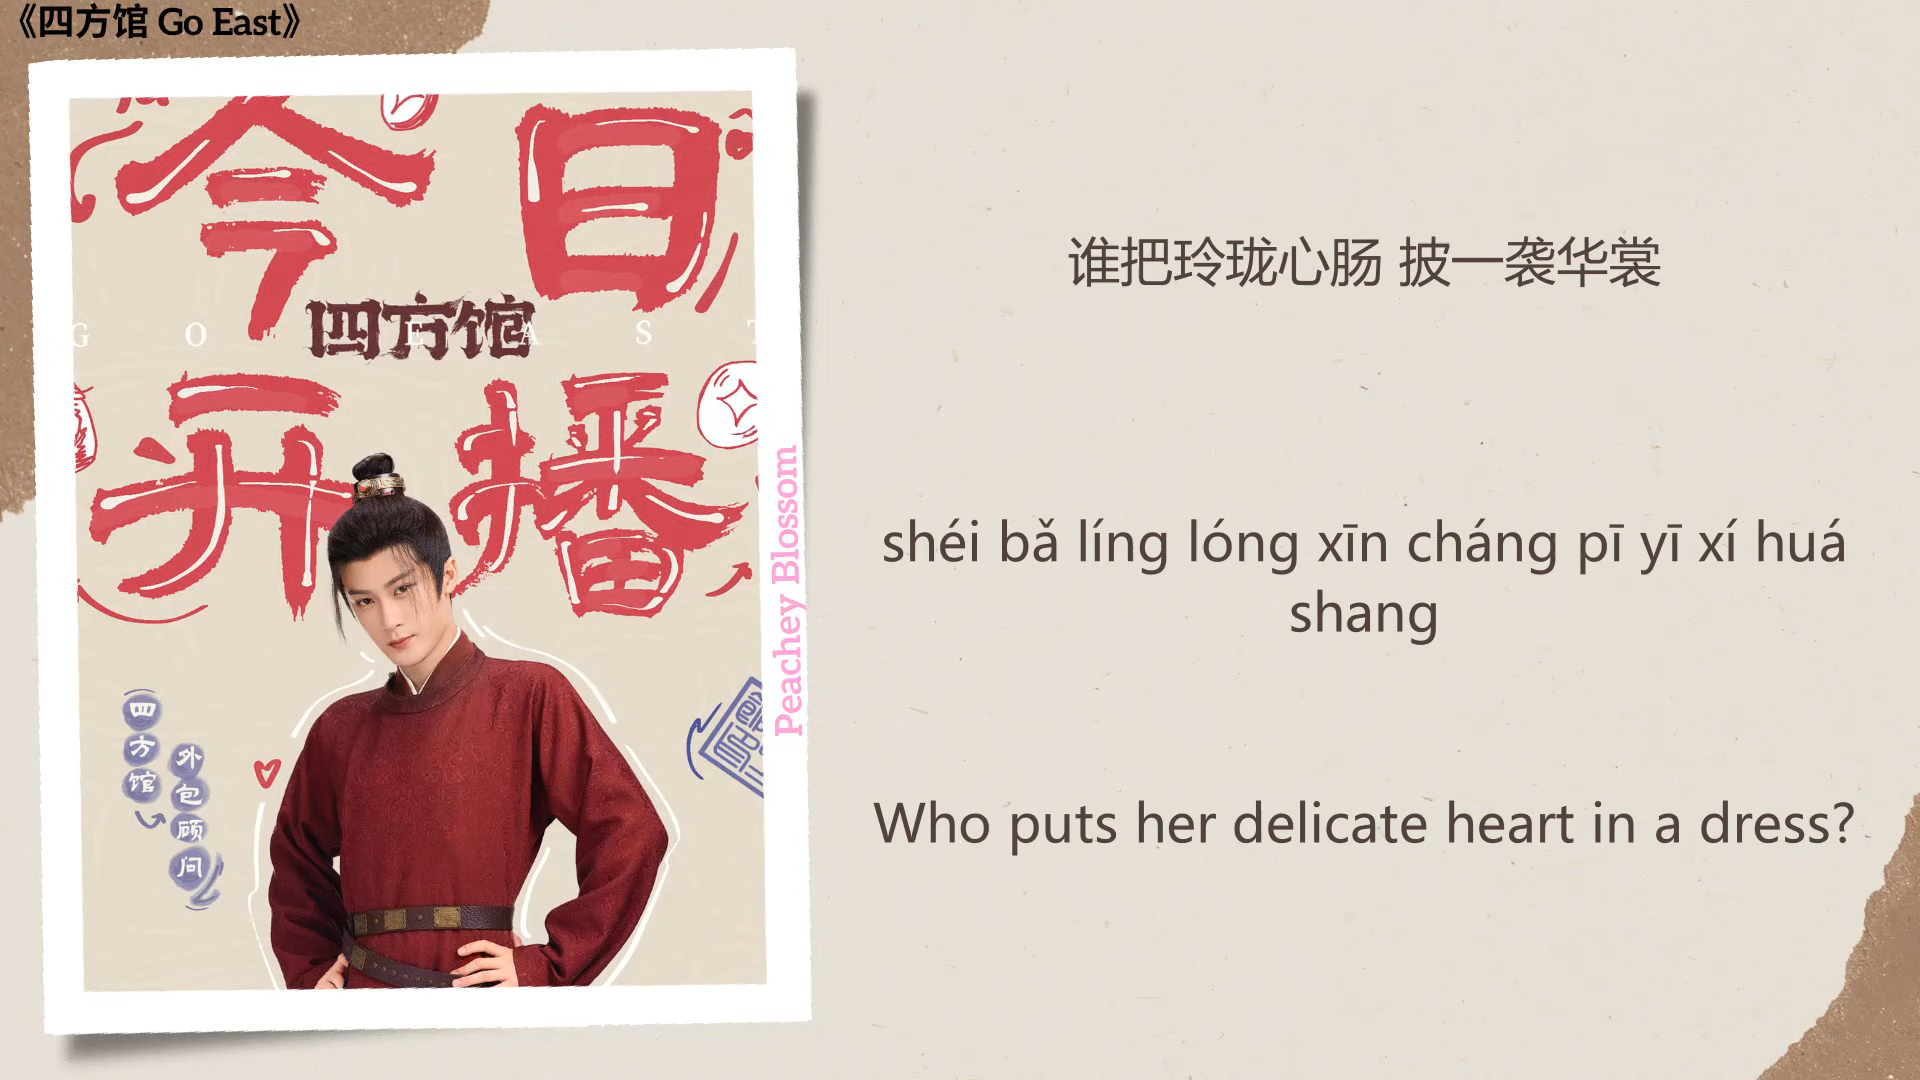 《四方馆 Go East》
今日
四方馆
GO EAST
开播
四方馆
外包顾问
Peachey Blossom
谁把玲珑心肠 披一袭华裳
shéi bǎ líng lóng xīn cháng pī yī xí huá
shang
Who puts her delicate heart in a dress?